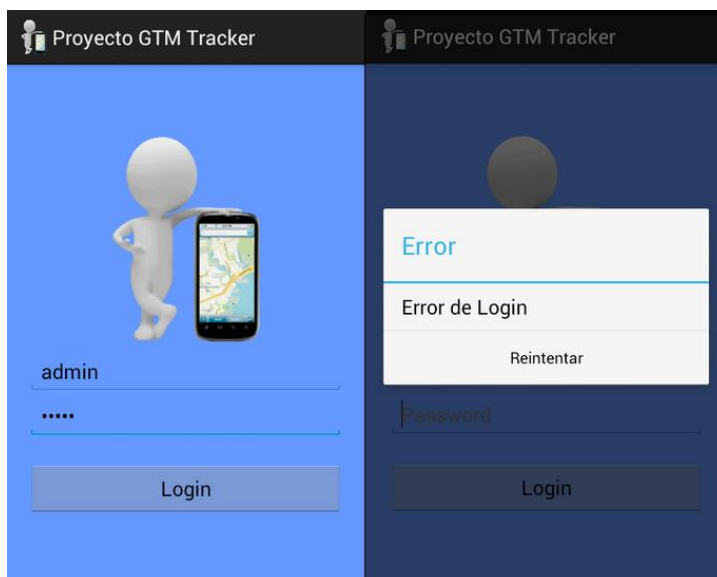 Proyecto GTM Tracker
admin
•••••
Login
Proyecto GTM Tracker
Error
Error de Login
Reintentar
Password
Login